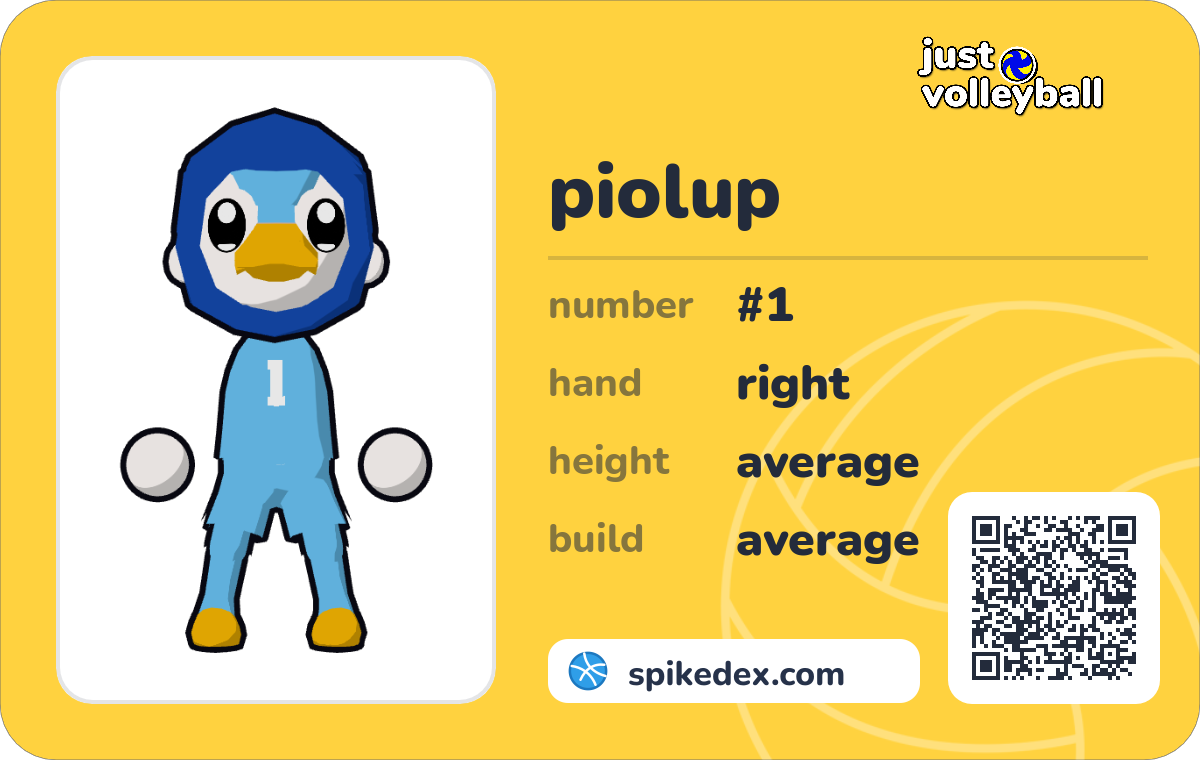 just
volleyball
piolup
number #1
hand right
height average
build average
1
spikedex.com